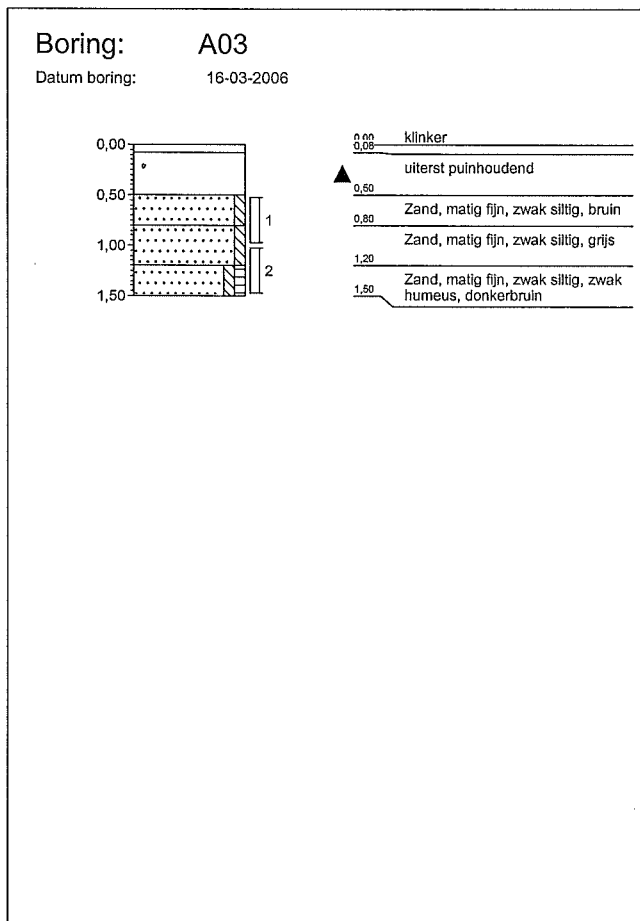 Boring: A03
Datum boring: 16-03-2006
0,00
0,50
1,00
1,50
1
2
0,00 klinker
0,08
uiterst puinhoudend
0,50
Zand, matig fijn, zwak siltig, bruin
0,80
Zand, matig fijn, zwak siltig, grijs
1,20
Zand, matig fijn, zwak siltig, zwak
humeus, donkerbruin
1,50